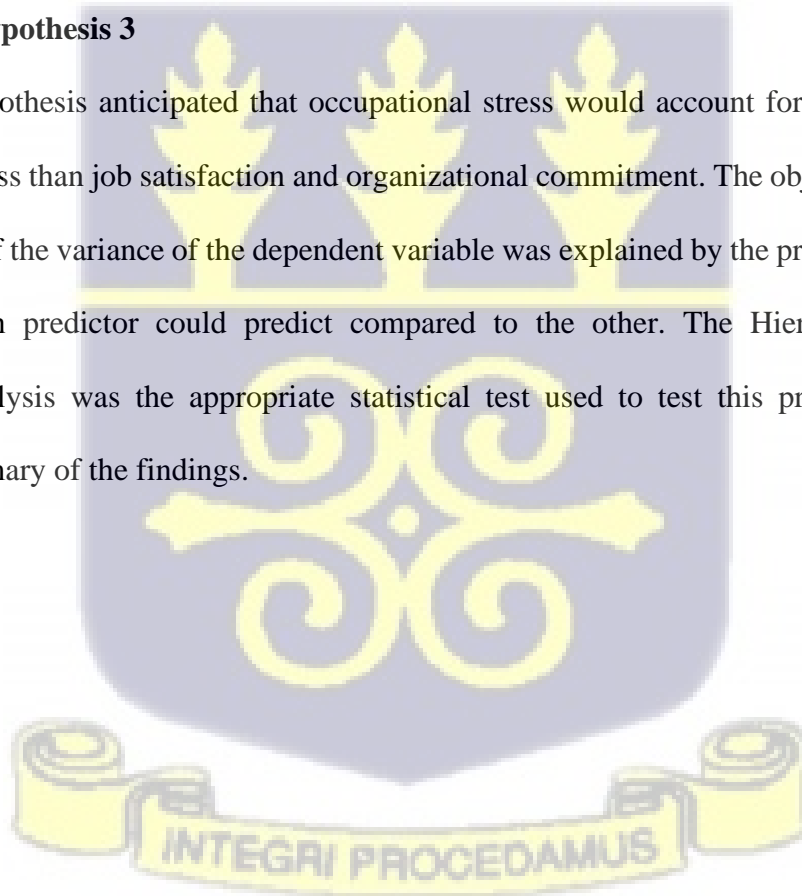 ypothesis 3
othesis anticipated that occupational stress would account for
ss than job satisfaction and organizational commitment. The ob
f the variance of the dependent variable was explained by the pr
n predictor could predict compared to the other. The Hier
lysis was the appropriate statistical test used to test this pr
nary of the findings.
INTEGRI PROCEDAMUS